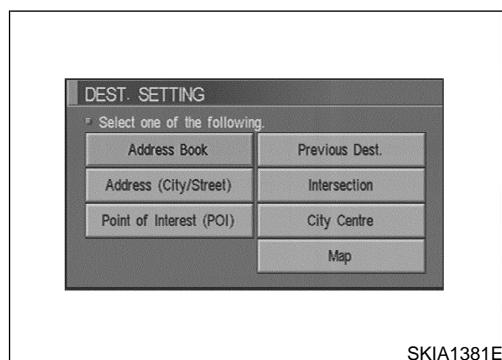 DEST. SETTING
Select one of the following.
Address Book
Previous Dest.
Address (City/Street)
Intersection
Point of Interest (POI)
City Centre
Map
SKIA1381E